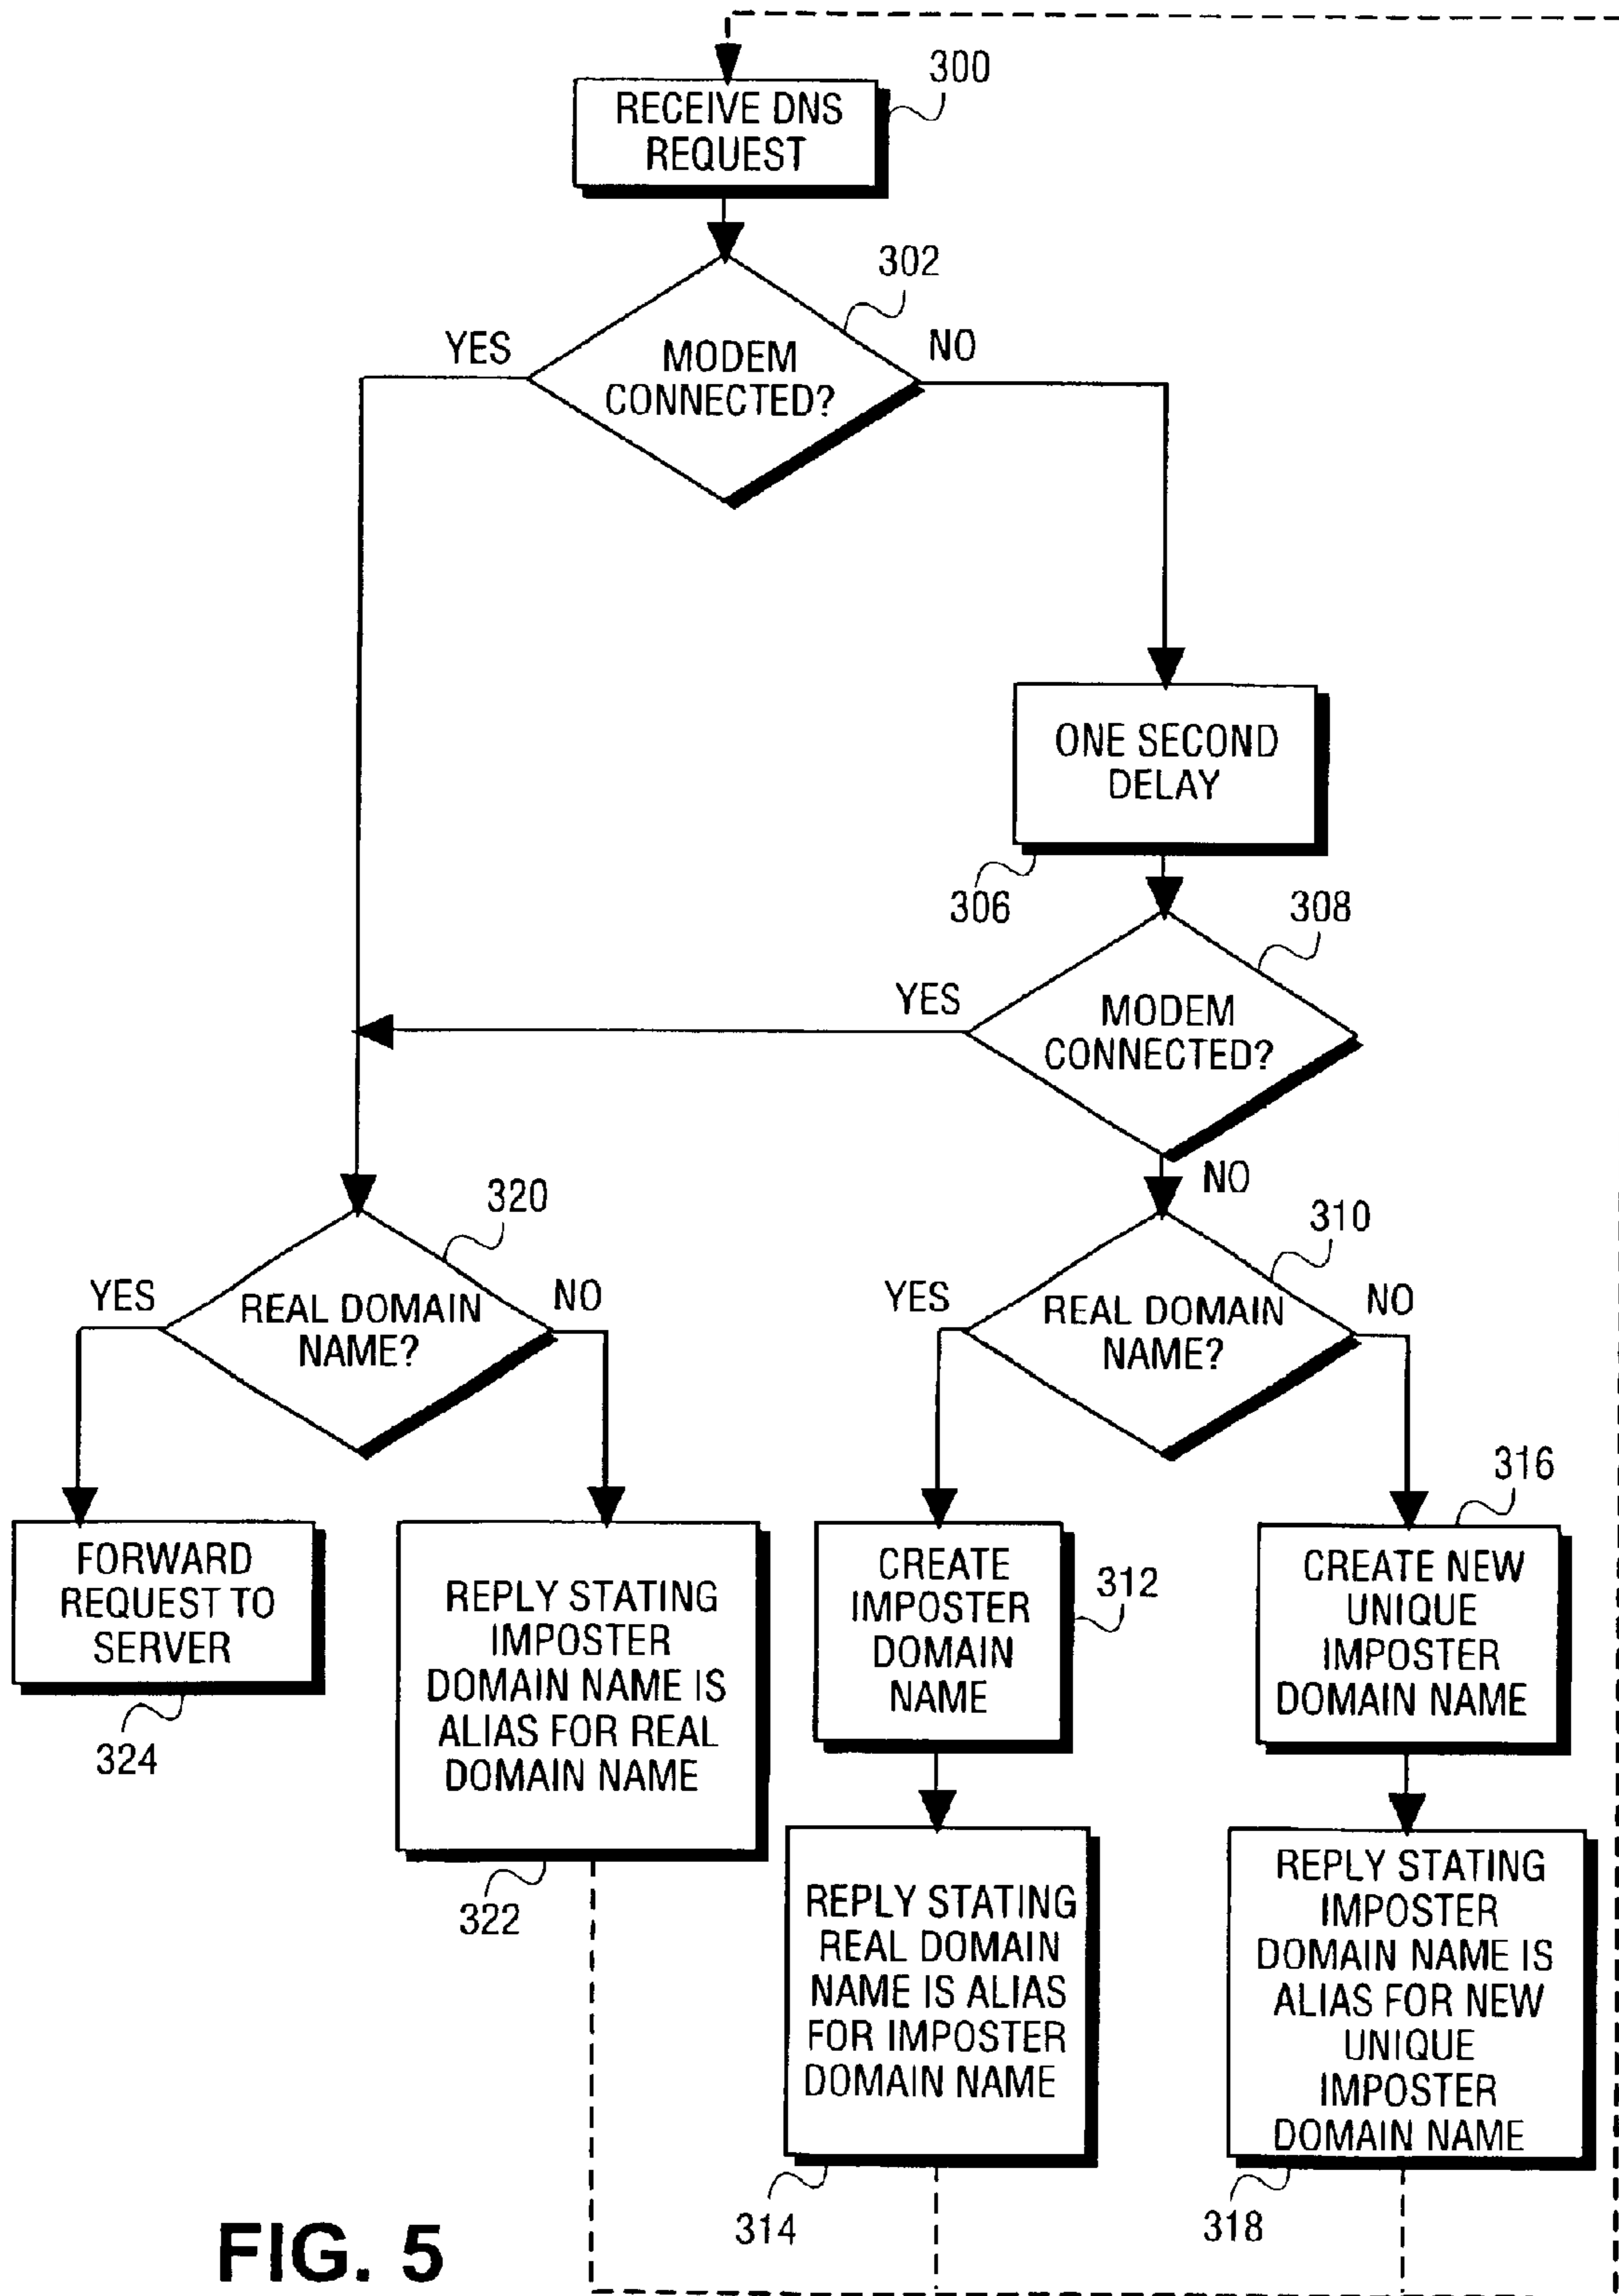 300
RECEIVE DNS
REQUEST
302
YES
NO
MODEM
CONNECTED?
ONE SECOND
DELAY
306
308
YES
MODEM
CONNECTED?
NO
320
310
YES
REAL DOMAIN
NAME?
NO
YES
REAL DOMAIN
NAME?
NO
316
FORWARD
REQUEST TO
SERVER
324
REPLY STATING
IMPOSTER
DOMAIN NAME IS
ALIAS FOR REAL
DOMAIN NAME
322
CREATE
IMPOSTER
DOMAIN
NAME
312
CREATE NEW
UNIQUE
IMPOSTER
DOMAIN NAME
REPLY STATING
REAL DOMAIN
NAME IS ALIAS
FOR IMPOSTER
DOMAIN NAME
314
REPLY STATING
IMPOSTER
DOMAIN NAME IS
ALIAS FOR NEW
UNIQUE
IMPOSTER
DOMAIN NAME
318
FIG. 5